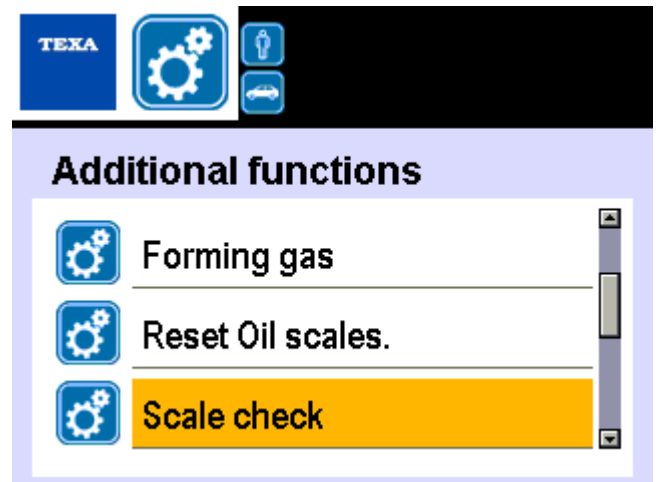 TEXA
Additional functions
Forming gas
Reset Oil scales.
Scale check